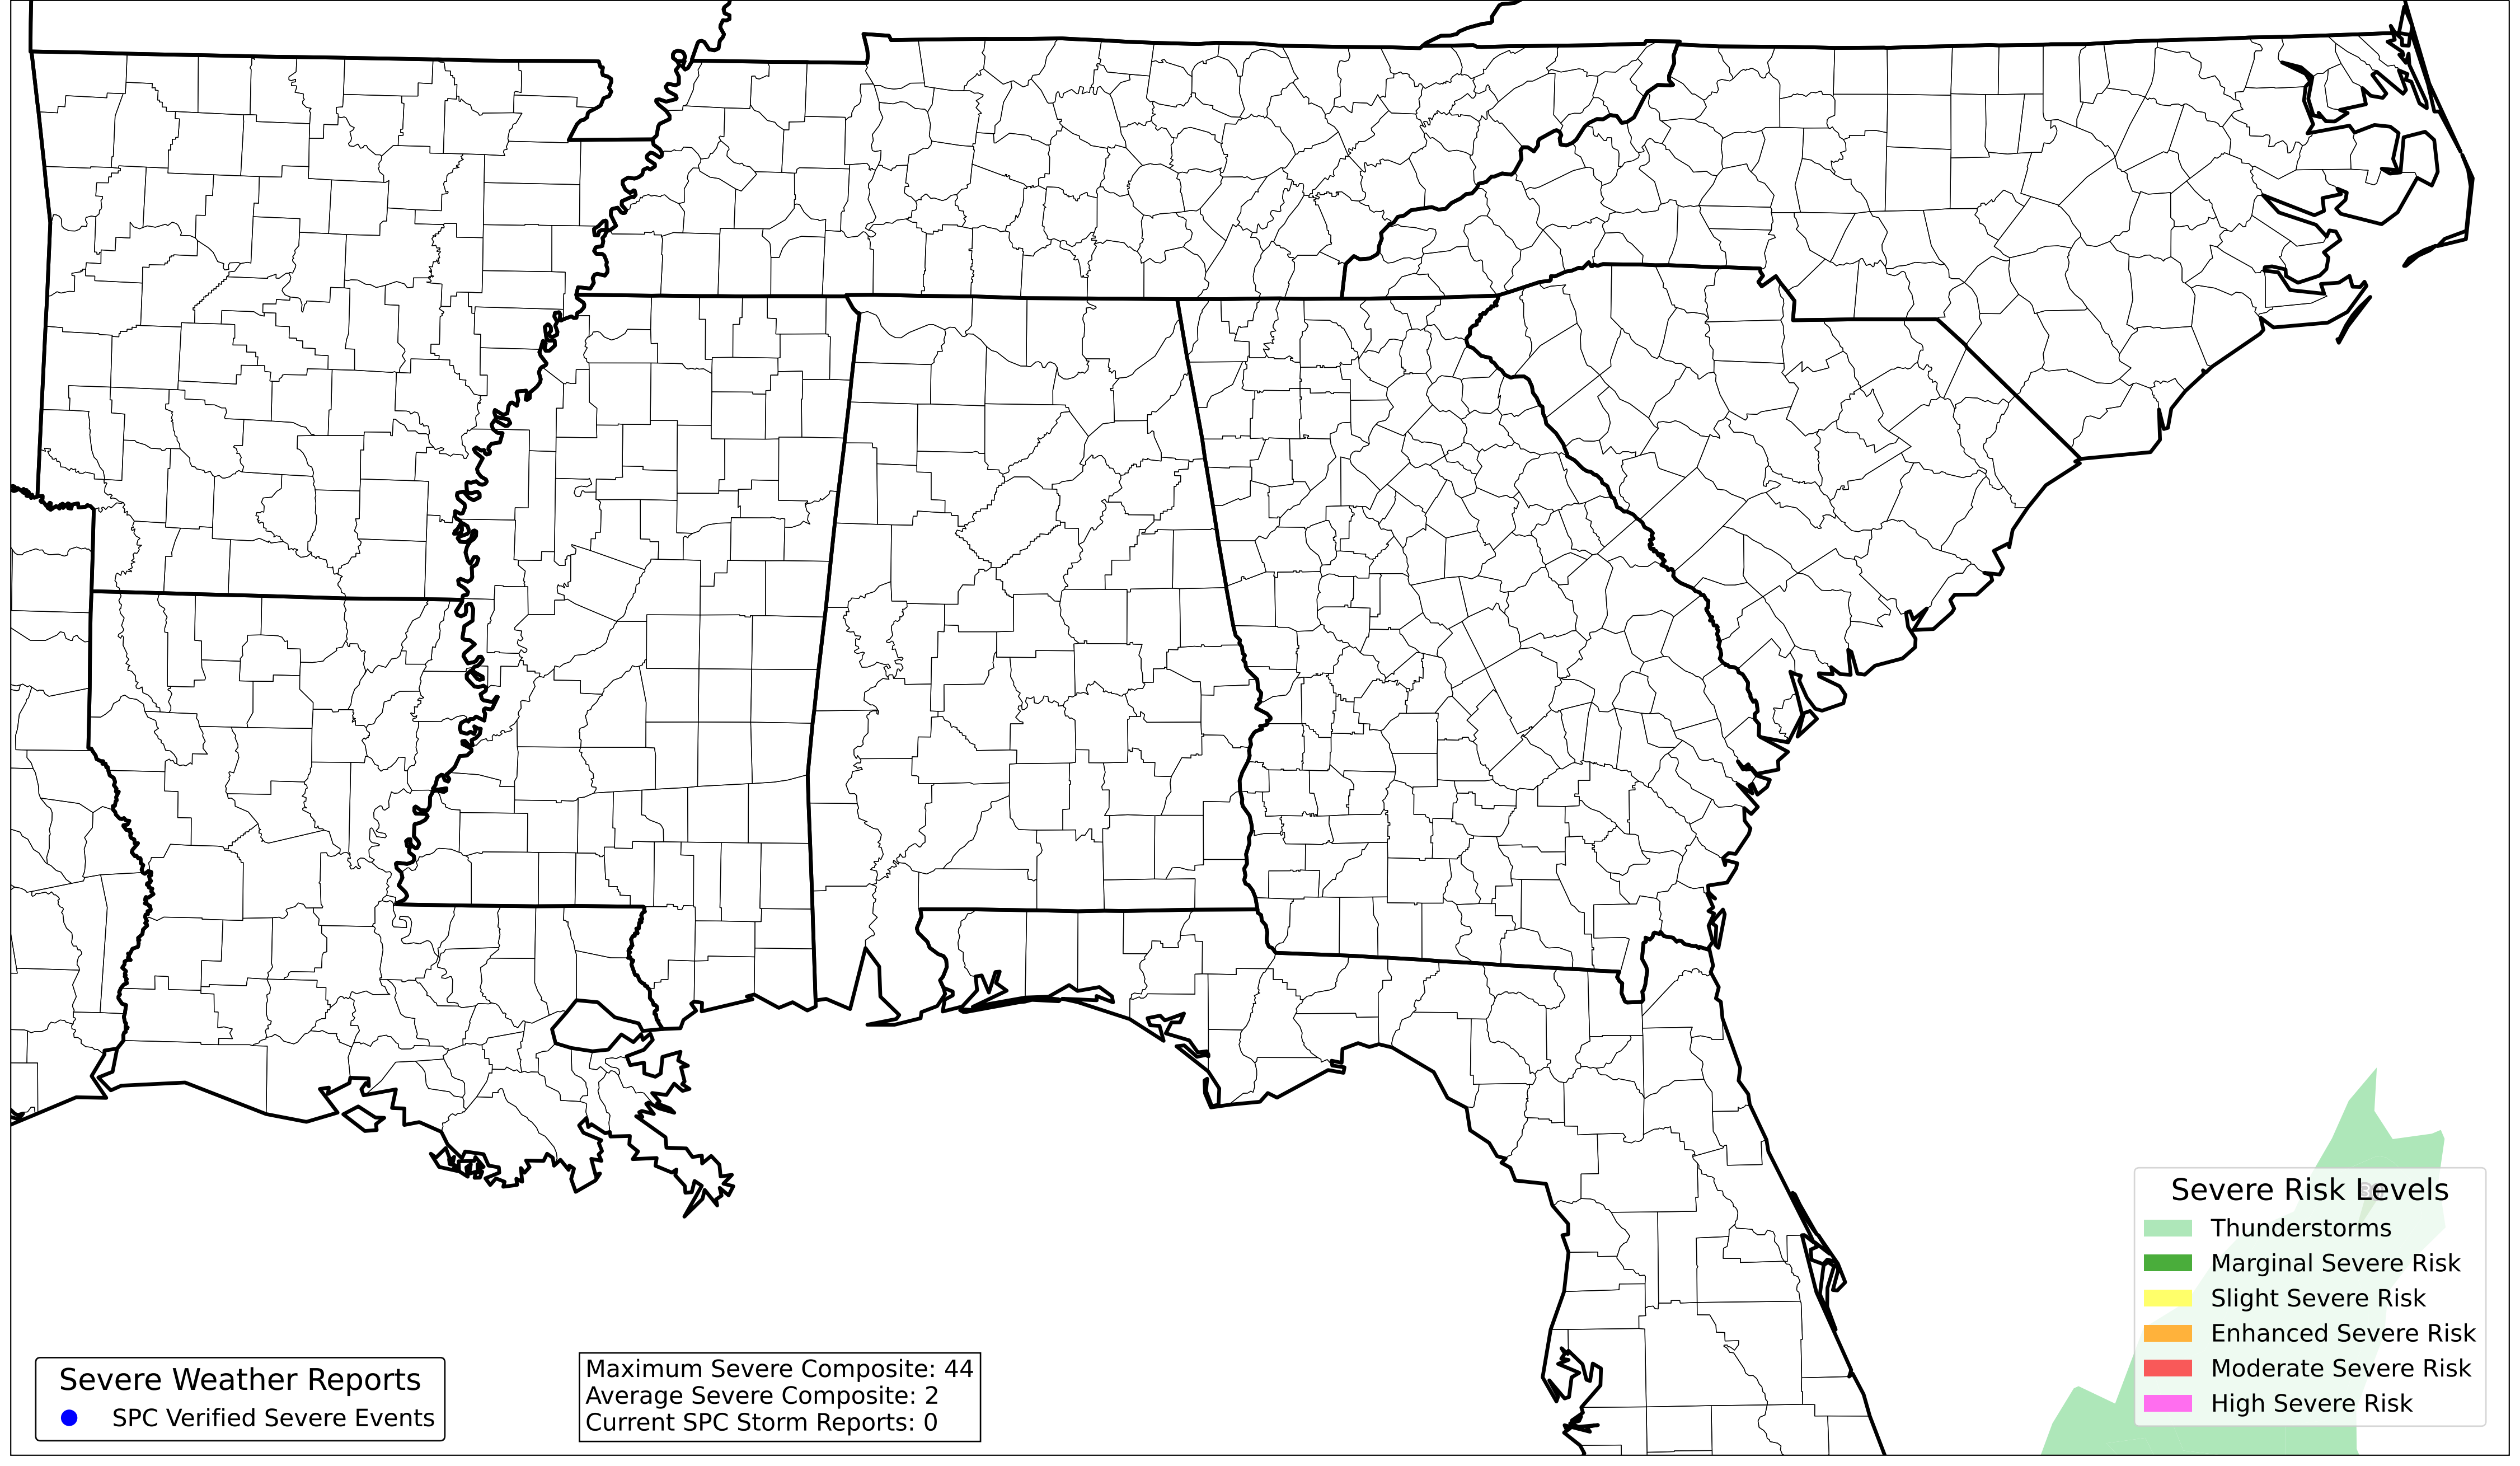 Severe Risk Levels
Thunderstorms
Marginal Severe Risk
Slight Severe Risk
Enhanced Severe Risk
Moderate Severe Risk
High Severe Risk
Severe Weather Reports
SPC Verified Severe Events
Maximum Severe Composite: 44
Average Severe Composite: 2
Current SPC Storm Reports: 0